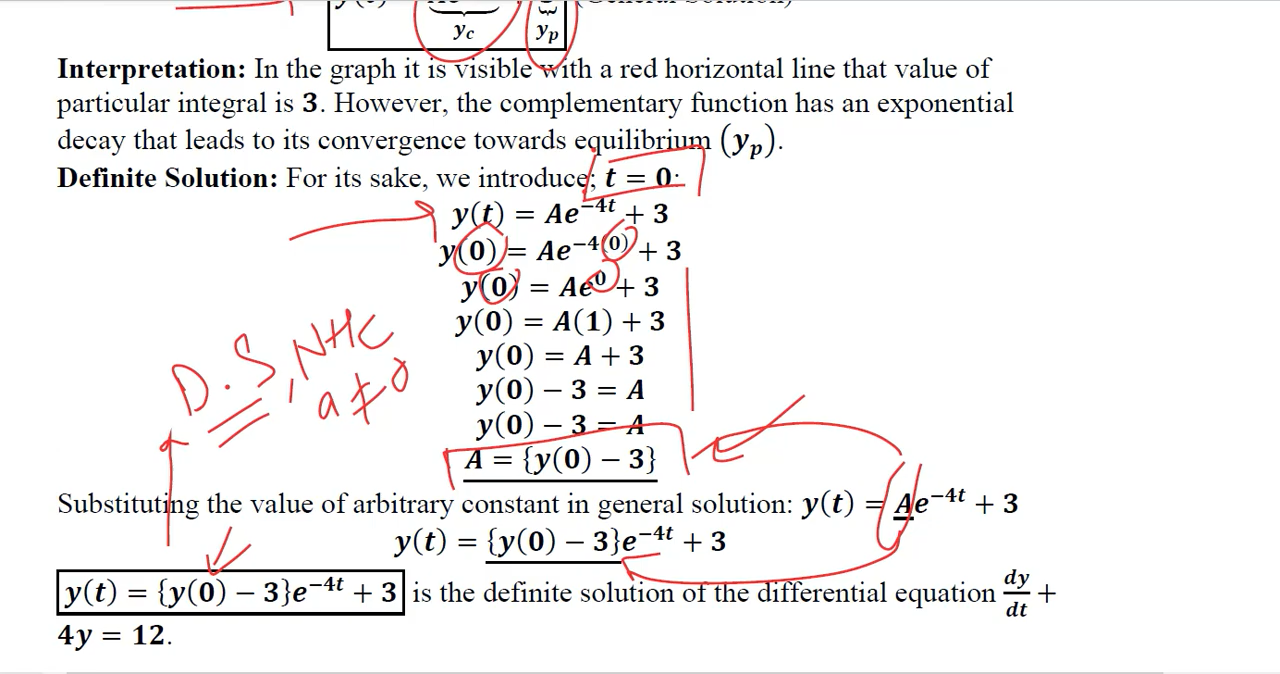 y_c y_p
Interpretation: In the graph it is visible with a red horizontal line that value of
particular integral is 3. However, the complementary function has an exponential
decay that leads to its convergence towards equilibrium (y_p).
Definite Solution: For its sake, we introduce; t = 0:
y(t) = Ae^{-4t} + 3
y(0) = Ae^{-4(0)} + 3
y(0) = Ae^0 + 3
y(0) = A(1) + 3
y(0) = A + 3
y(0) − 3 = A
y(0) − 3 = A
A = {y(0) − 3}
D.S, NHC
a ≠ 0
Substituting the value of arbitrary constant in general solution: y(t) = Ae^{-4t} + 3
y(t) = {y(0) − 3}e^{-4t} + 3
y(t) = {y(0) − 3}e^{-4t} + 3 is the definite solution of the differential equation dy/dt +
4y = 12.